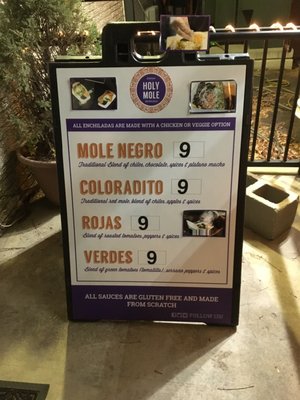 HOLY
MOLE
ALL ENCHILADAS ARE MADE WITH A CHICKEN OR VEGGIE OPTION
MOLE NEGRO 9
Traditional Blend of chiles, chocolate, spices & platano macho
COLORADITO 9
Traditional red mole, blend of chiles, apples & spices
ROJAS 9
Blend of roasted tomatoes, peppers & spices
VERDES 9
Blend of green tomatoes (tomatillo), serrano peppers & spices
ALL SAUCES ARE GLUTEN FREE AND MADE
FROM SCRATCH
FOLLOW US!